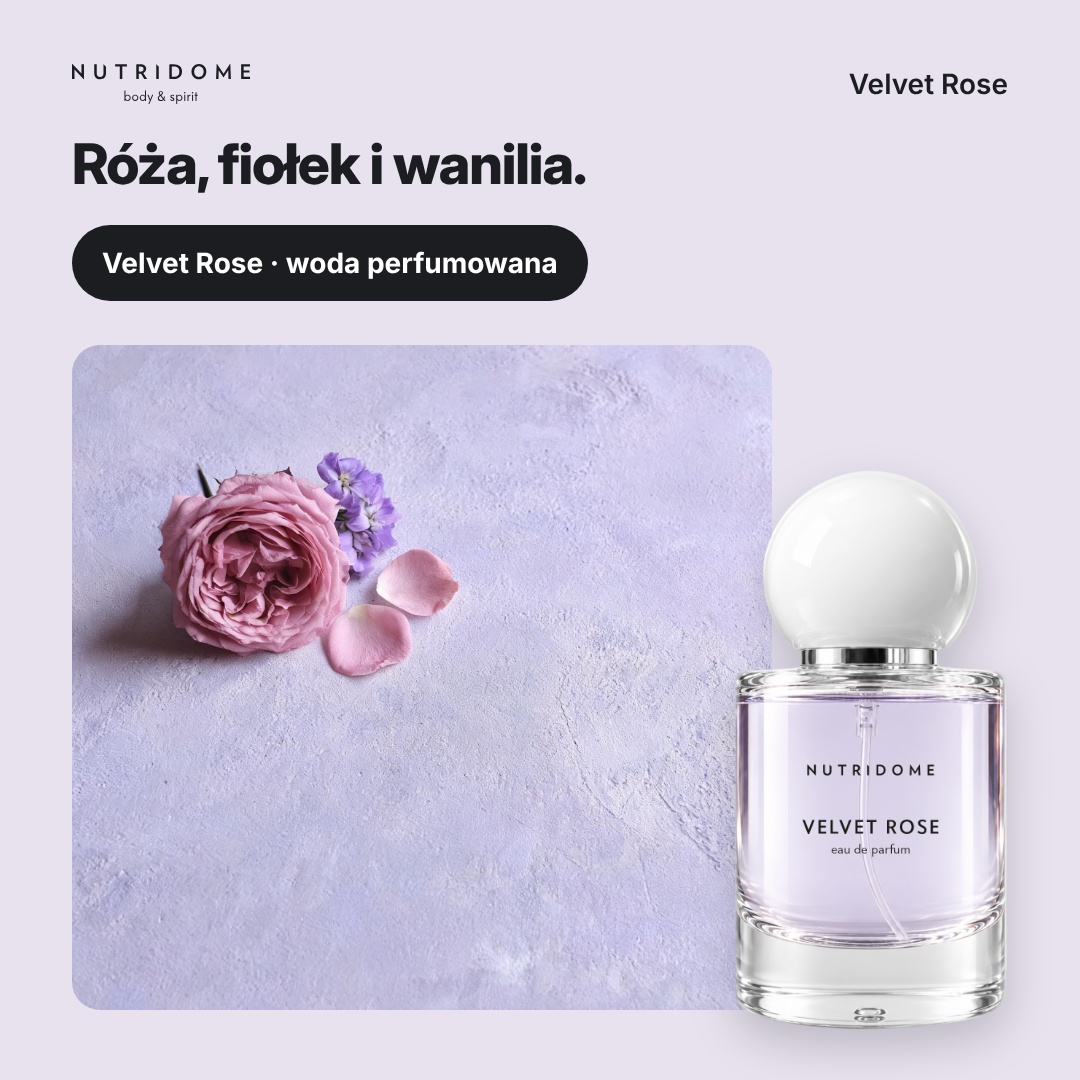 NUTRIDOME
body & spirit
Velvet Rose
Róża, fiołek i wanilia.
Velvet Rose · woda perfumowana
NUTRIDOME
VELVET ROSE
eau de parfum